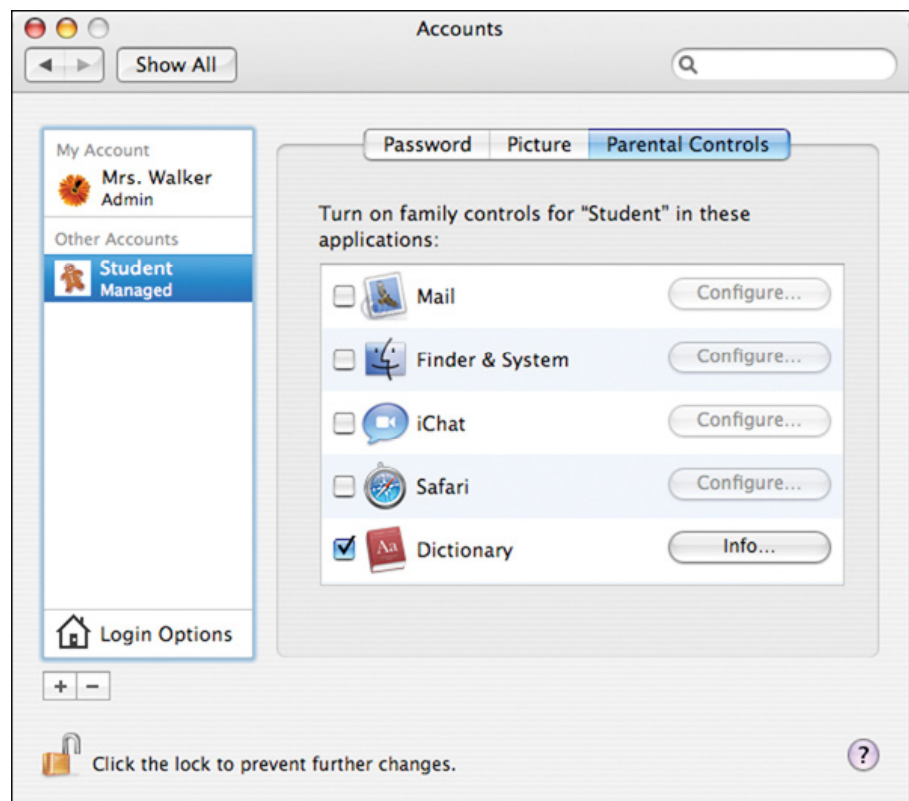 Accounts
Show All
My Account
Mrs. Walker
Admin
Other Accounts
Student
Managed
Login Options
Password Picture Parental Controls
Turn on family controls for "Student" in these
applications:
Mail Configure...
Finder & System Configure...
iChat Configure...
Safari Configure...
Aa Dictionary Info...
+ −
Click the lock to prevent further changes.
?